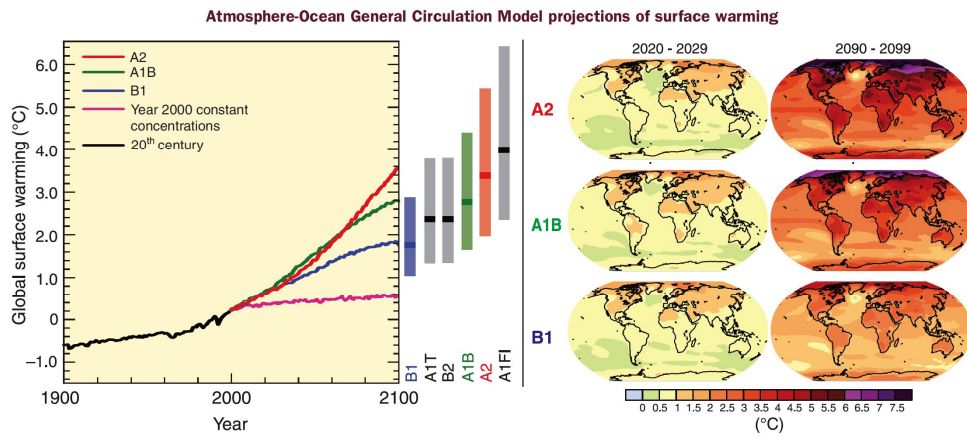 Atmosphere-Ocean General Circulation Model projections of surface warming
Global surface warming (°C)
6.0
5.0
4.0
3.0
2.0
1.0
0
–1.0
A2
A1B
B1
Year 2000 constant
concentrations
20th century
1900
2000
2100
Year
B1
A1T
B2
A1B
A2
A1FI
2020 - 2029
2090 - 2099
A2
A1B
B1
0 0.5 1 1.5 2 2.5 3 3.5 4 4.5 5 5.5 6 6.5 7 7.5
(°C)